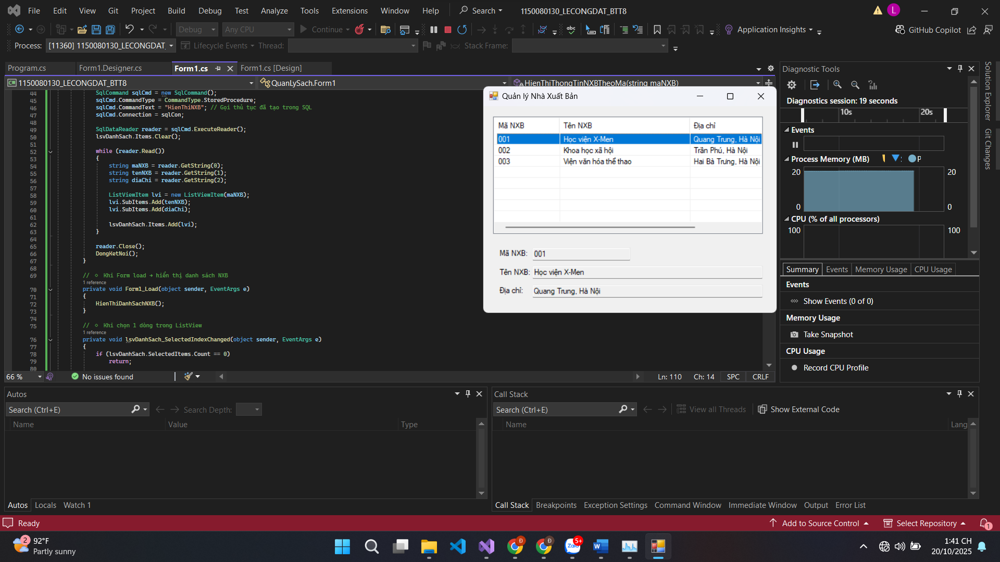 File Edit View Git Project Build Debug Test Analyze Tools Extensions Window Help Search 1150080130_LECONGDAT_BTT8 L
Debug Any CPU Continue Application Insights GitHub Copilot
Process: [11360] 1150080130_LECONGDAT_ Lifecycle Events Thread: Stack Frame:
Program.cs Form1.Designer.cs Form1.cs Form1.cs [Design]
1150080130_LECONGDAT_BTT8 QuanLySach.Form1 HienThiThongTinNXBTheoMa(string maNXB)
44 SqlCommand sqlCmd = new SqlCommand();
45 sqlCmd.CommandType = CommandType.StoredProcedure;
46 sqlCmd.CommandText = "HienThiNXB"; // Gọi thủ tục đã tạo trong SQL
47 sqlCmd.Connection = sqlCon;
48
49 SqlDataReader reader = sqlCmd.ExecuteReader();
50 lsvDanhSach.Items.Clear();
51
52 while (reader.Read())
53 {
54 string maNXB = reader.GetString(0);
55 string tenNXB = reader.GetString(1);
56 string diaChi = reader.GetString(2);
57
58 ListViewItem lvi = new ListViewItem(maNXB);
59 lvi.SubItems.Add(tenNXB);
60 lvi.SubItems.Add(diaChi);
61
62 lsvDanhSach.Items.Add(lvi);
63 }
64
65 reader.Close();
66 DongKetNoi();
67 }
68
69 // Khi Form load → hiển thị danh sách NXB
1 reference
70 private void Form1_Load(object sender, EventArgs e)
71 {
72 HienThiDanhSachNXB();
73 }
74
75 // Khi chọn 1 dòng trong ListView
1 reference
76 private void lsvDanhSach_SelectedIndexChanged(object sender, EventArgs e)
77 {
78 if (lsvDanhSach.SelectedItems.Count == 0)
79 return;
80
66 % No issues found Ln: 110 Ch: 14 SPC CRLF
Quản lý Nhà Xuất Bản
Mã NXB Tên NXB Địa chỉ
001 Học viện X-Men Quang Trung, Hà Nội
002 Khoa học xã hội Trần Phú, Hà Nội
003 Viện văn hóa thể thao Hai Bà Trưng, Hà Nội
Mã NXB: 001
Tên NXB: Học viện X-Men
Địa chỉ: Quang Trung, Hà Nội
Diagnostic Tools
Diagnostics session: 19 seconds
10s 20s
Events
Process Memory (MB) P
20 20
0 0
CPU (% of all processors)
100 100
Summary Events Memory Usage CPU Usage
Events
Show Events (0 of 0)
Memory Usage
Take Snapshot
CPU Usage
Record CPU Profile
Solution Explorer
Git Changes
Autos
Search (Ctrl+E) Search Depth:
Name Value Type
Autos Locals Watch 1
Call Stack
Search (Ctrl+E) View all Threads Show External Code
Name Lang
Call Stack Breakpoints Exception Settings Command Window Immediate Window Output Error List
Ready Add to Source Control Select Repository 1
2 92°F
Partly sunny
Đ Đ Zalo 5+ W
1:41 CH
20/10/2025